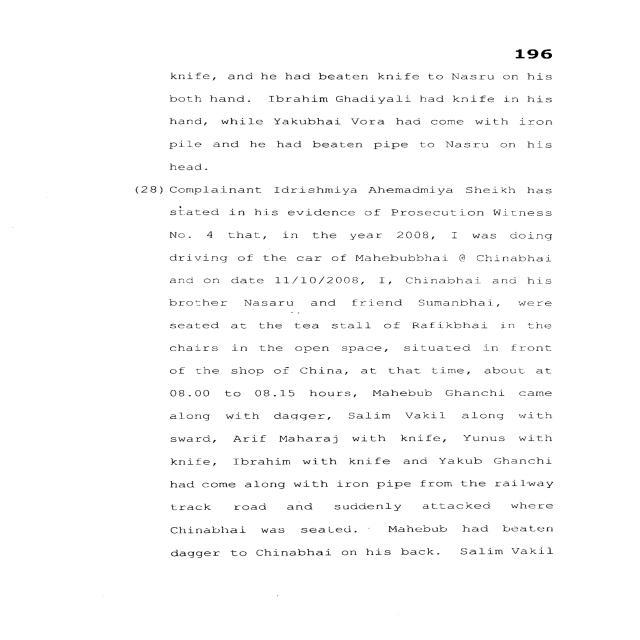 196
knife, and he had beaten knife to Nasru on his
both hand. Ibrahim Ghadiyali had knife in his
hand, while Yakubhai Vora had come with iron
pile and he had beaten pipe to Nasru on his
head.
(28) Complainant Idrishmiya Ahemadmiya Sheikh has
stated in his evidence of Prosecution Witness
No. 4 that, in the year 2008, I was doing
driving of the car of Mahebubbhai @ Chinabhai
and on date 11/10/2008, I, Chinabhai and his
brother Nasaru and friend Sumanbhai, were
seated at the tea stall of Rafikbhai in the
chairs in the open space, situated in front
of the shop of China, at that time, about at
08.00 to 08.15 hours, Mahebub Ghanchi came
along with dagger, Salim Vakil along with
sward, Arif Maharaj with knife, Yunus with
knife, Ibrahim with knife and Yakub Ghanchi
had come along with iron pipe from the railway
track road and suddenly attacked where
Chinabhai was seated. Mahebub had beaten
dagger to Chinabhai on his back. Salim Vakil